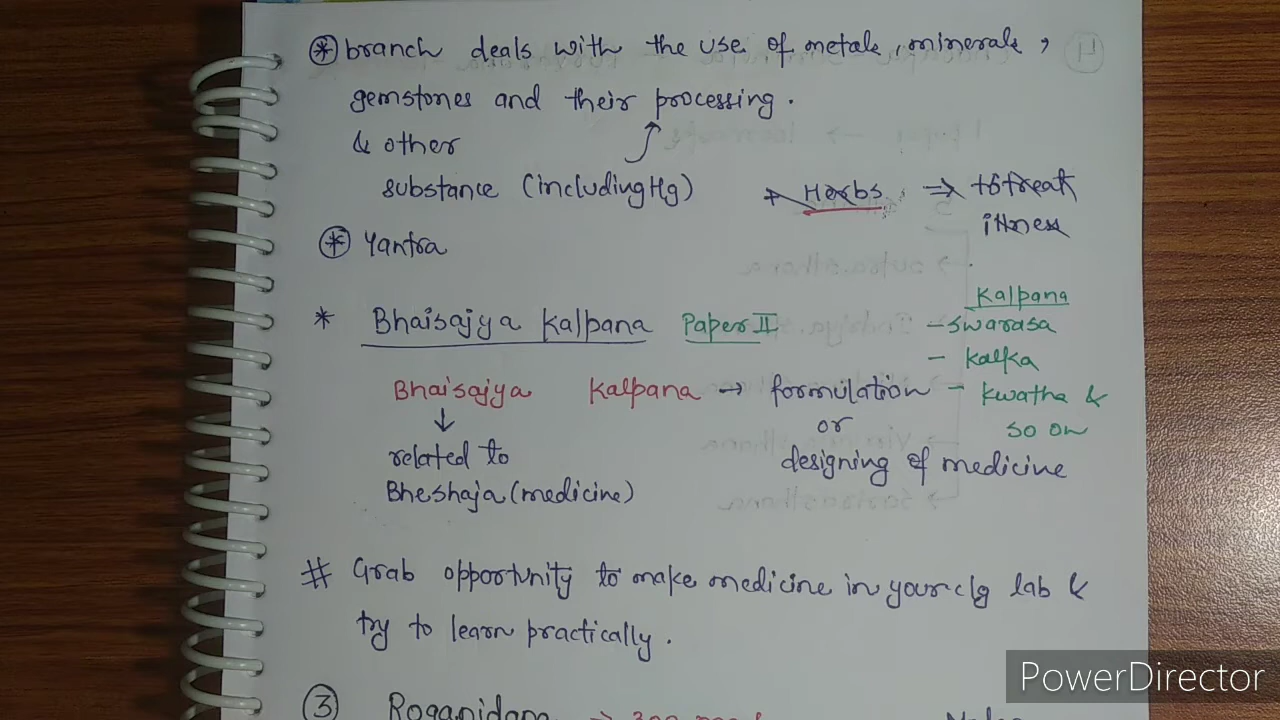 * branch deals with the use of metals, minerals,
gemstones and their processing.
& other
substance (including Hg)
+ Herbs ⇒ to treat
illness
* Yantra
* Bhaisajya Kalpana Paper II
Kalpana
- Swarasa
- Kalka
- Kwatha &
so on
Bhaisajya Kalpana → formulation
or
designing of medicine
↓
related to
Bheshaja (medicine)
# Grab opportunity to make medicine in your clg lab &
try to learn practically.
③ Roganidana →
PowerDirector